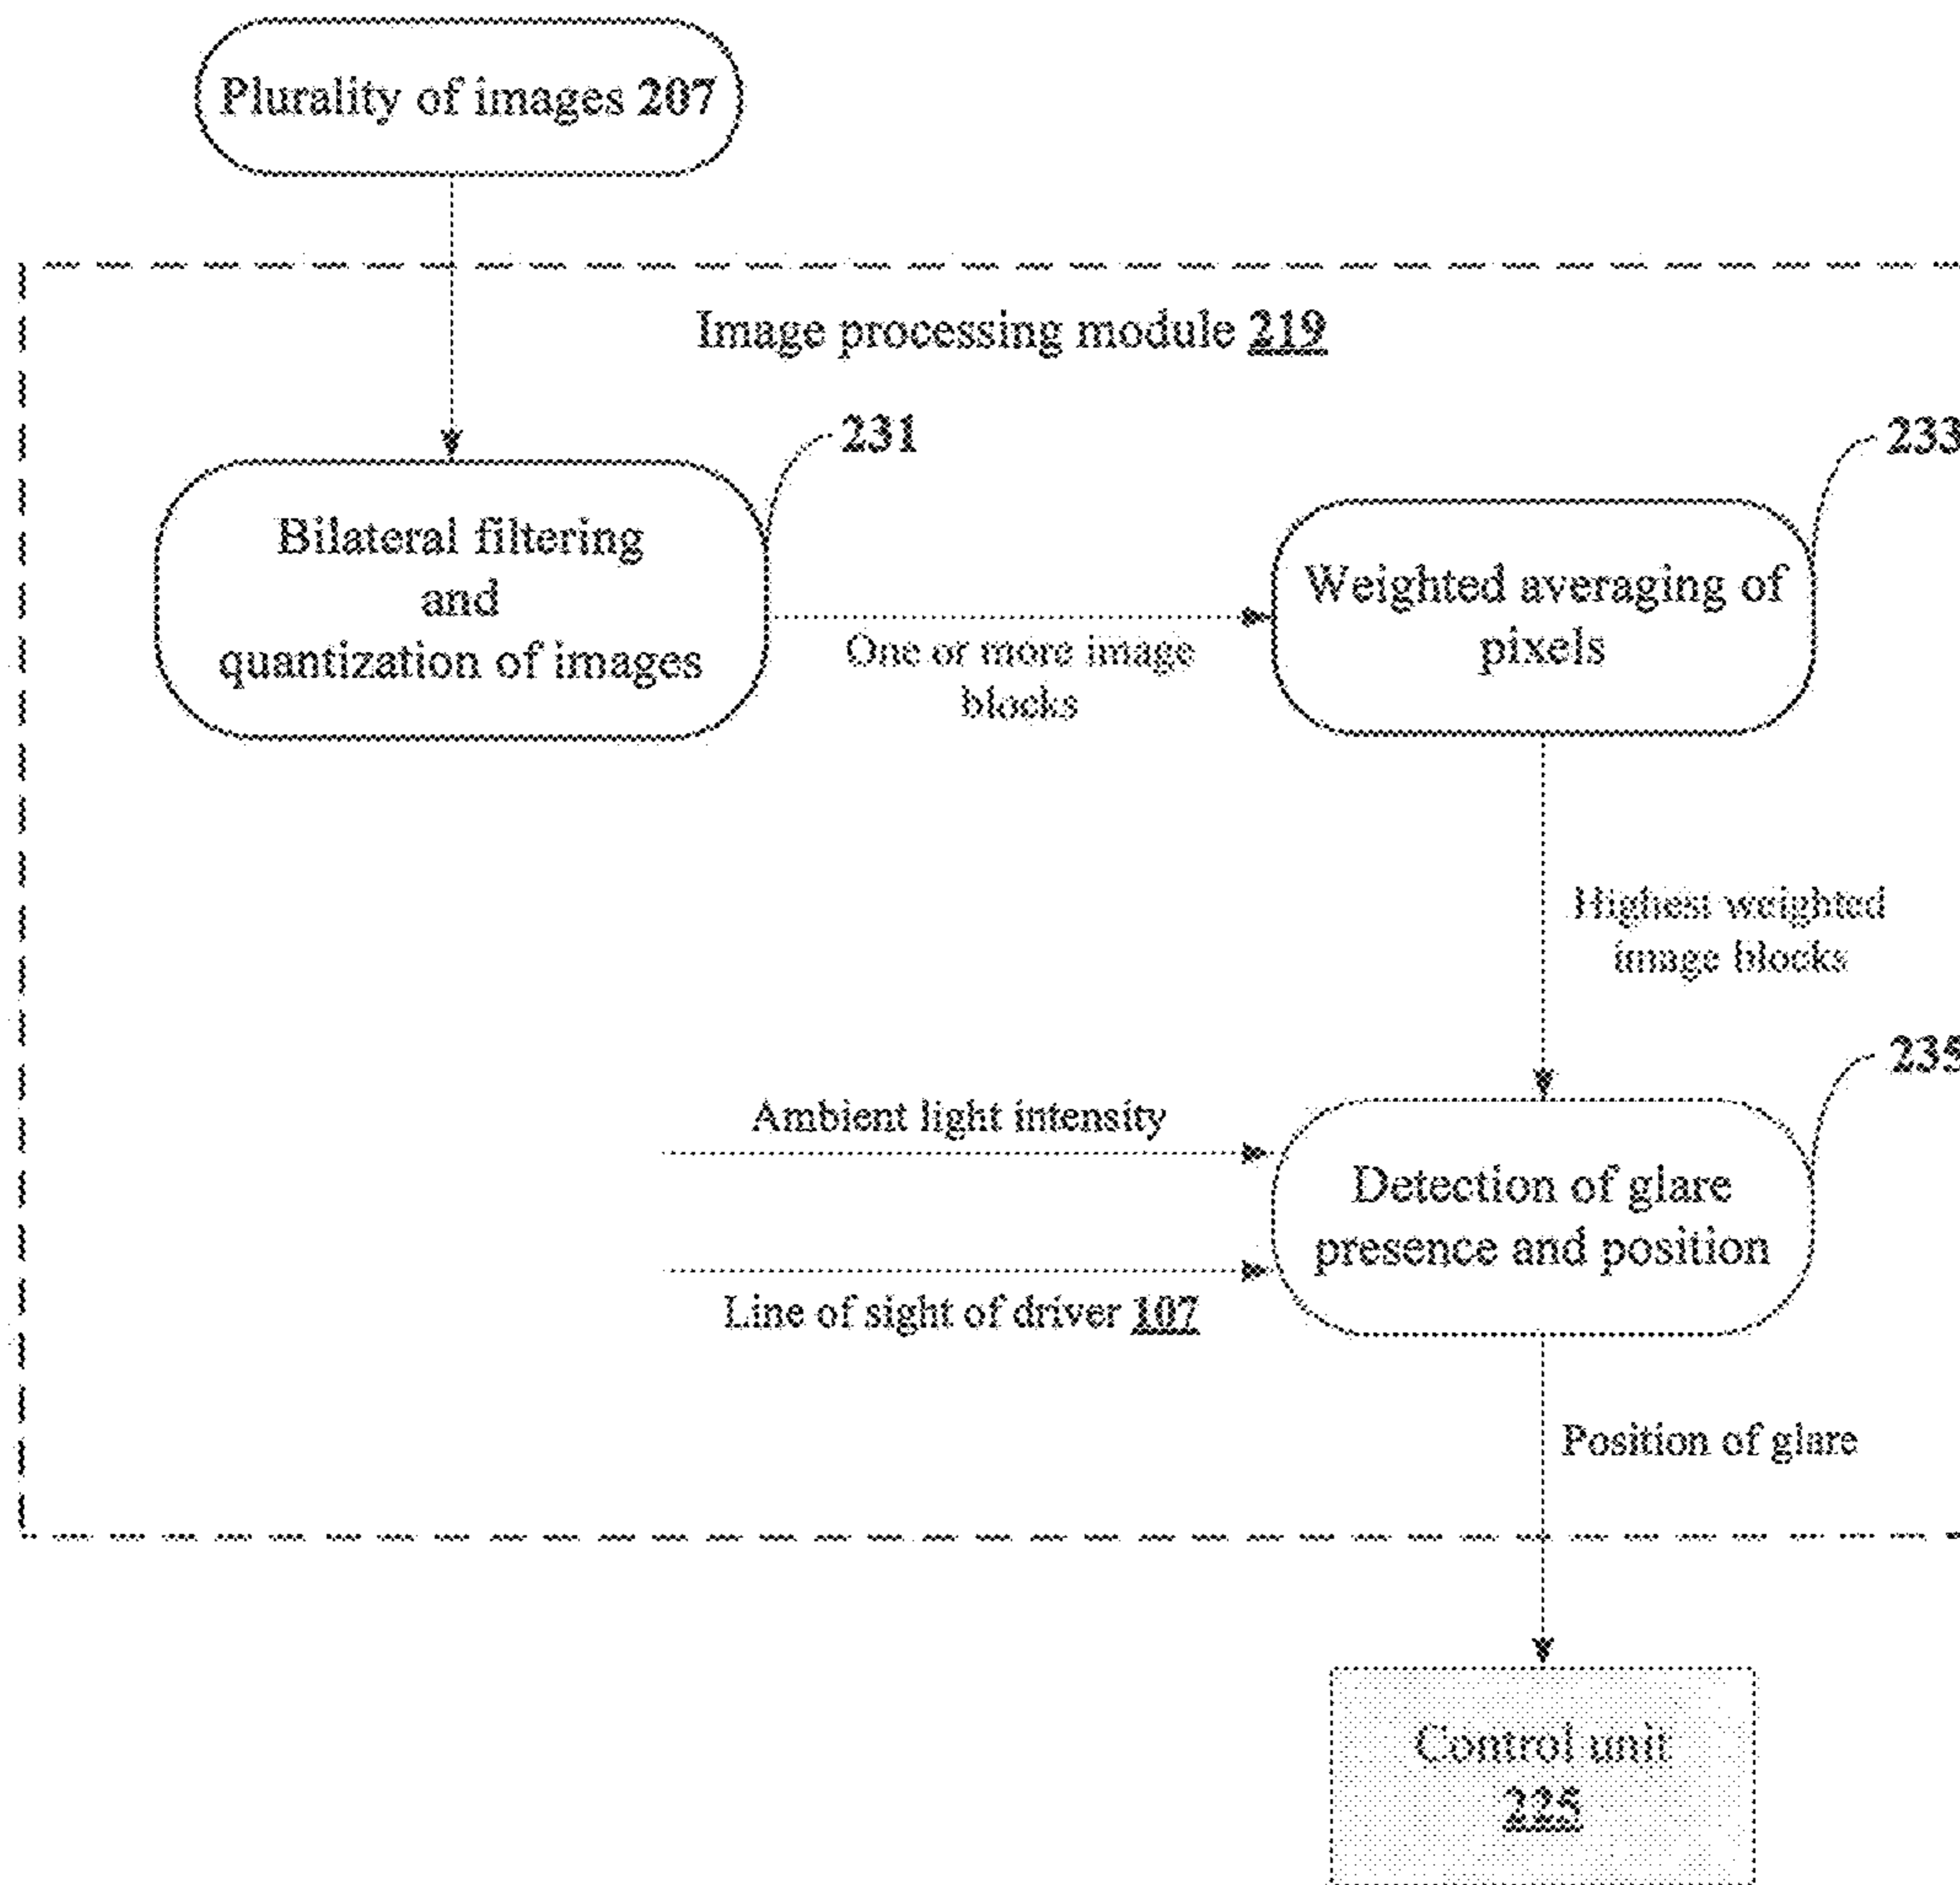 Plurality of images 207
Image processing module 219
231
233
Bilateral filtering
and
quantization of images
One or more image
blocks
Weighted averaging of
pixels
Highest weighted
image blocks
235
Ambient light intensity
Detection of glare
presence and position
Line of sight of driver 107
Position of glare
Control unit
225